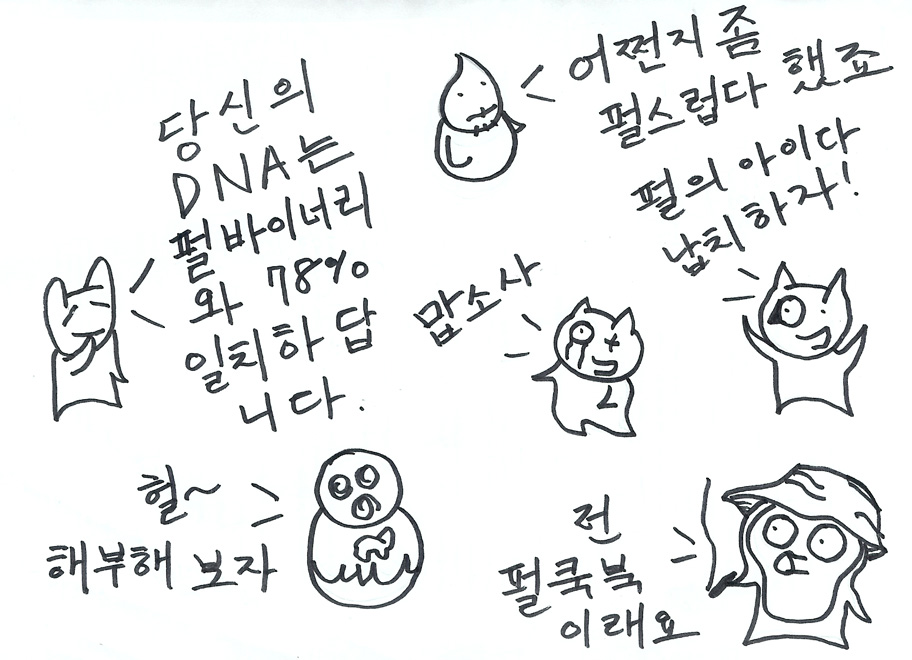 당신의
DNA는
펄바이너리
와 78%
일치하답
니다.
어쩐지 좀
펄스럽다 했죠
펄의 아이다
납치하자!
맙소사
헐~
해부해 보자
전
펄쿡북
이래요